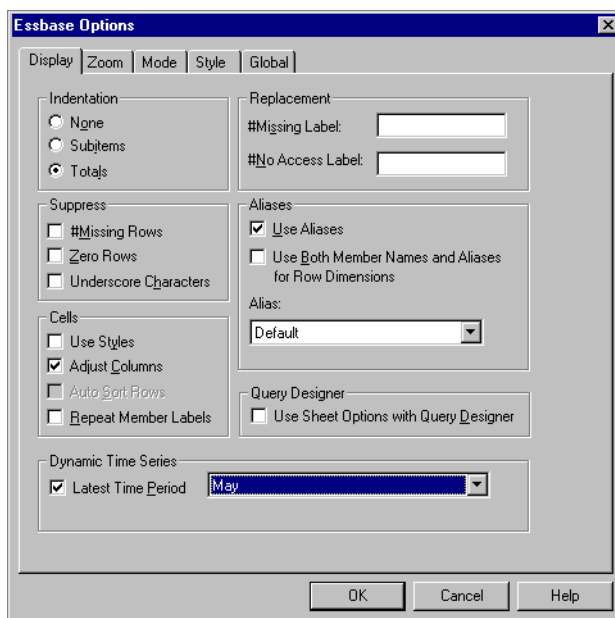 Essbase Options
Display Zoom Mode Style Global
Indentation
None
Subitems
Totals
Replacement
#Missing Label:
#No Access Label:
Suppress
#Missing Rows
Zero Rows
Underscore Characters
Aliases
Use Aliases
Use Both Member Names and Aliases
for Row Dimensions
Alias:
Default
Cells
Use Styles
Adjust Columns
Auto Sort Rows
Repeat Member Labels
Query Designer
Use Sheet Options with Query Designer
Dynamic Time Series
Latest Time Period May
OK Cancel Help